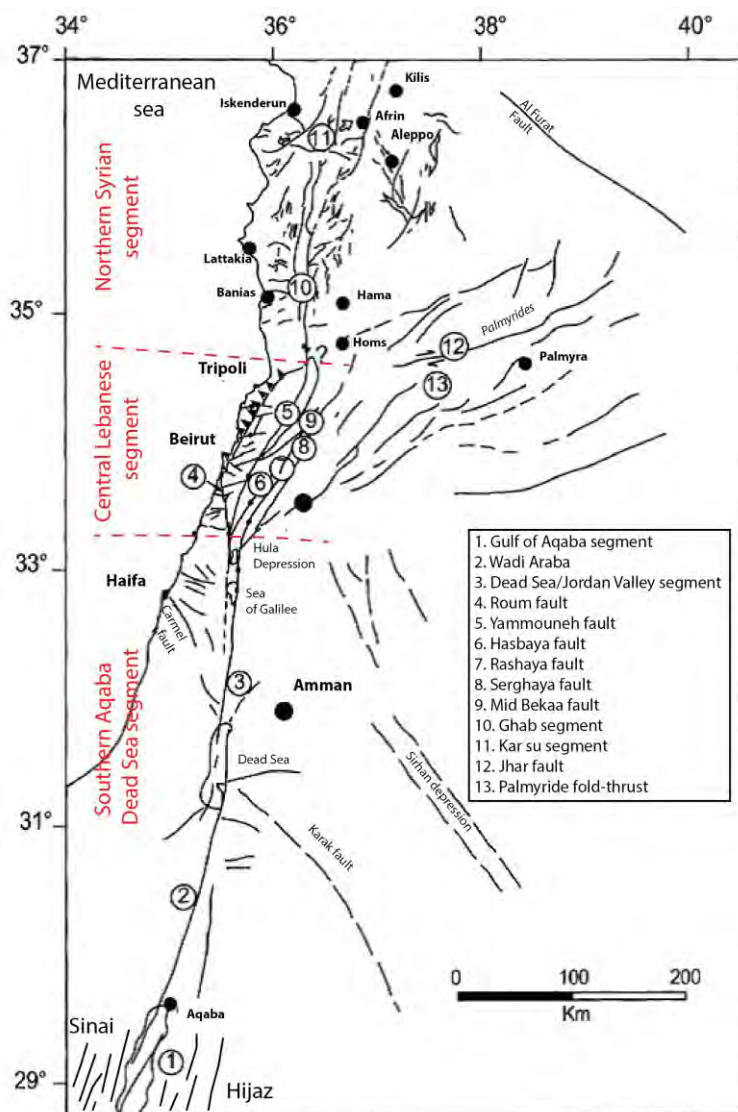 34°
36°
38°
40°
37°
Mediterranean
sea
Kilis
Iskenderun
Afrin
Aleppo
11
Al Furat
Fault
Northern Syrian
segment
Lattakia
10
Banias
Hama
35°
Homs
?
Palmyrides
12
Palmyra
13
Tripoli
5
9
8
Central Lebanese
segment
Beirut
4
6
7
33°
Hula
Depression
Haifa
Sea
of Galilee
Carmel
fault
1. Gulf of Aqaba segment
2. Wadi Araba
3. Dead Sea/Jordan Valley segment
4. Roum fault
5. Yammouneh fault
6. Hasbaya fault
7. Rashaya fault
8. Serghaya fault
9. Mid Bekaa fault
10. Ghab segment
11. Kar su segment
12. Jhar fault
13. Palmyride fold-thrust
Southern Aqaba
Dead Sea segment
3
Amman
Dead Sea
Sirhan depression
31°
Karak fault
2
0
100
200
Km
Aqaba
Sinai
1
29°
Hijaz